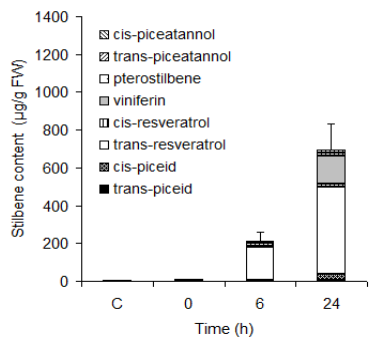 1400
1200
1000
800
600
400
200
0
Stilbene content (µg/g FW)
cis-piceatannol
trans-piceatannol
pterostilbene
viniferin
cis-resveratrol
trans-resveratrol
cis-piceid
trans-piceid
C 0 6 24
Time (h)